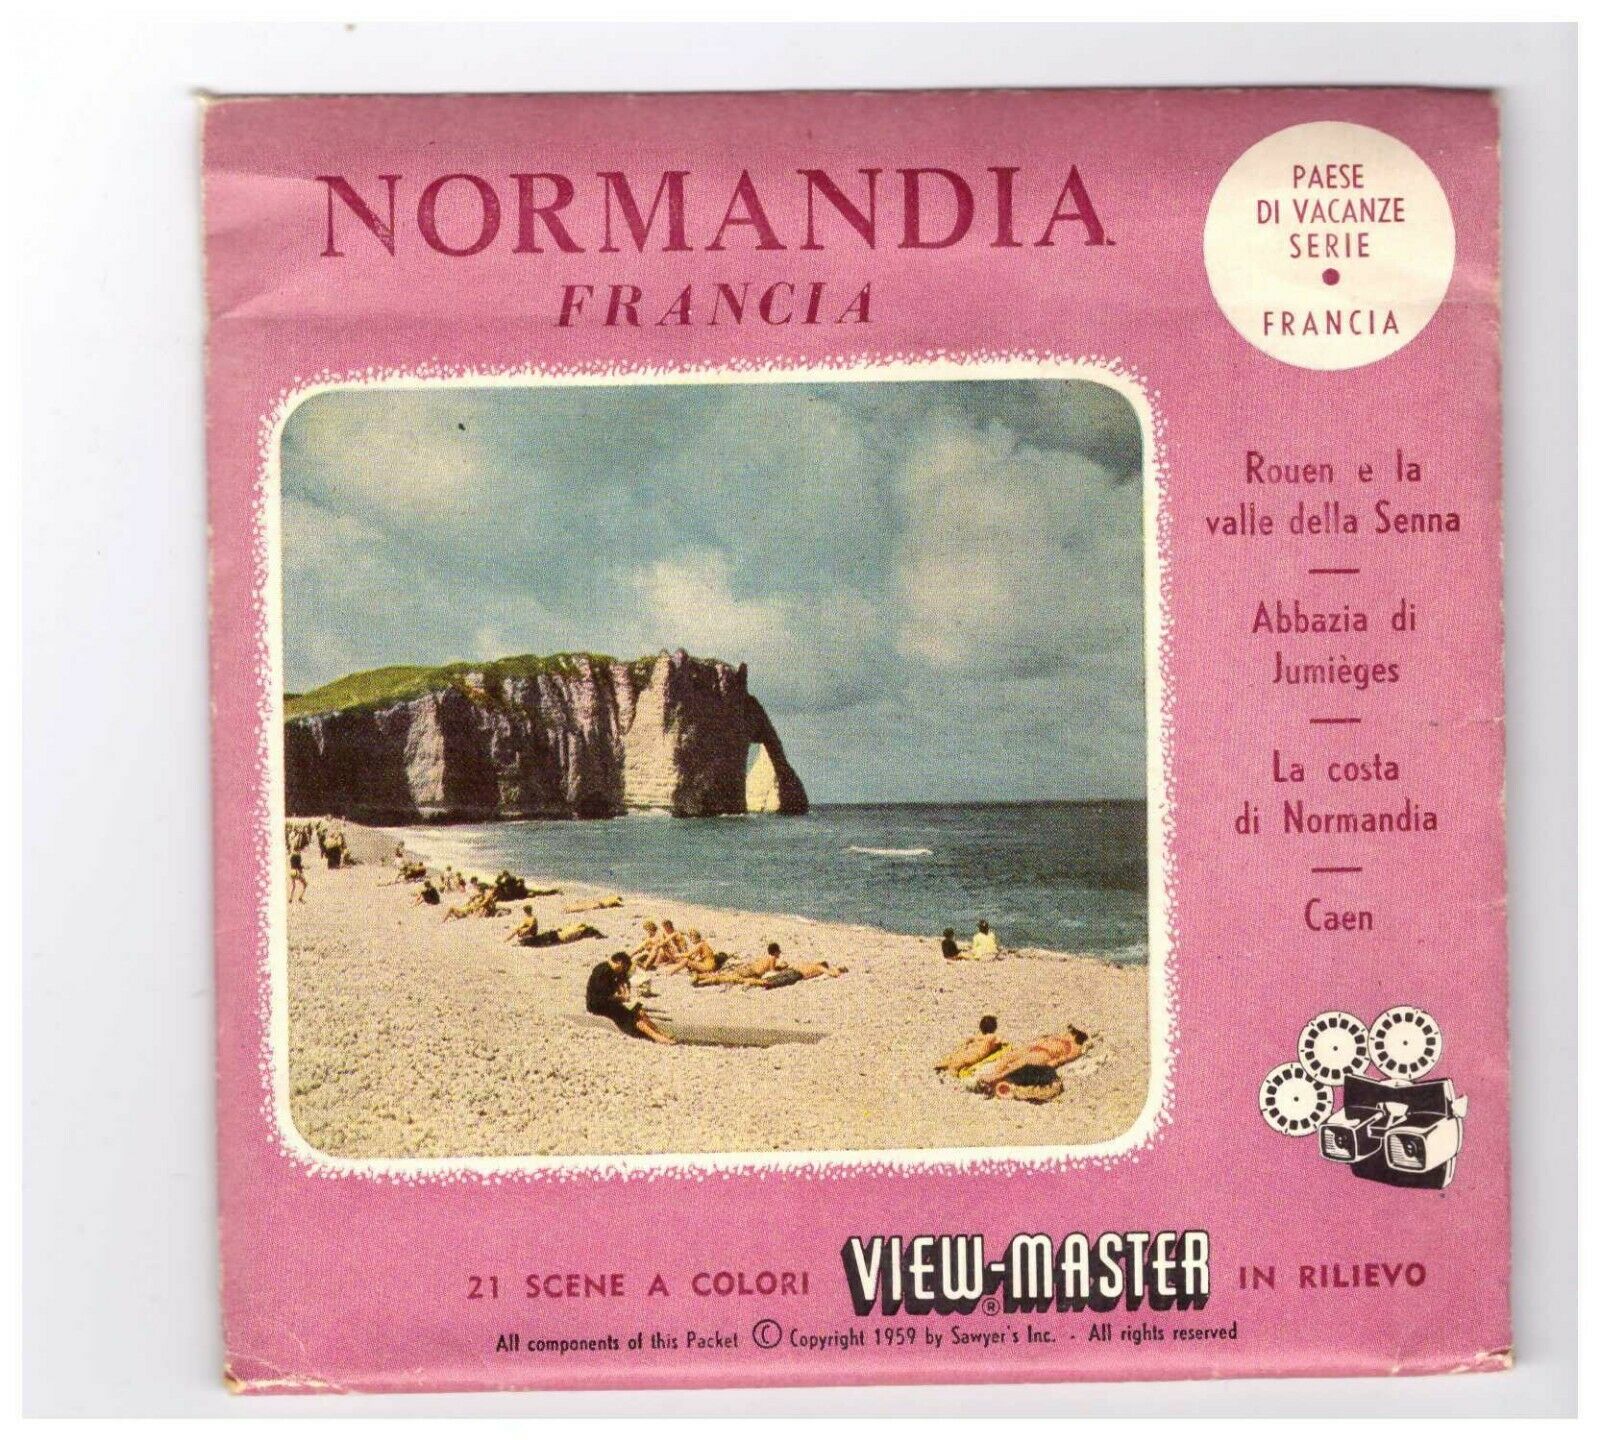 NORMANDIA
FRANCIA
PAESE
DI VACANZE
SERIE
•
FRANCIA
Rouen e la
valle della Senna
—
Abbazia di
Jumièges
—
La costa
di Normandia
—
Caen
21 SCENE A COLORI VIEW-MASTER® IN RILIEVO
All components of this Packet © Copyright 1959 by Sawyer's Inc. - All rights reserved